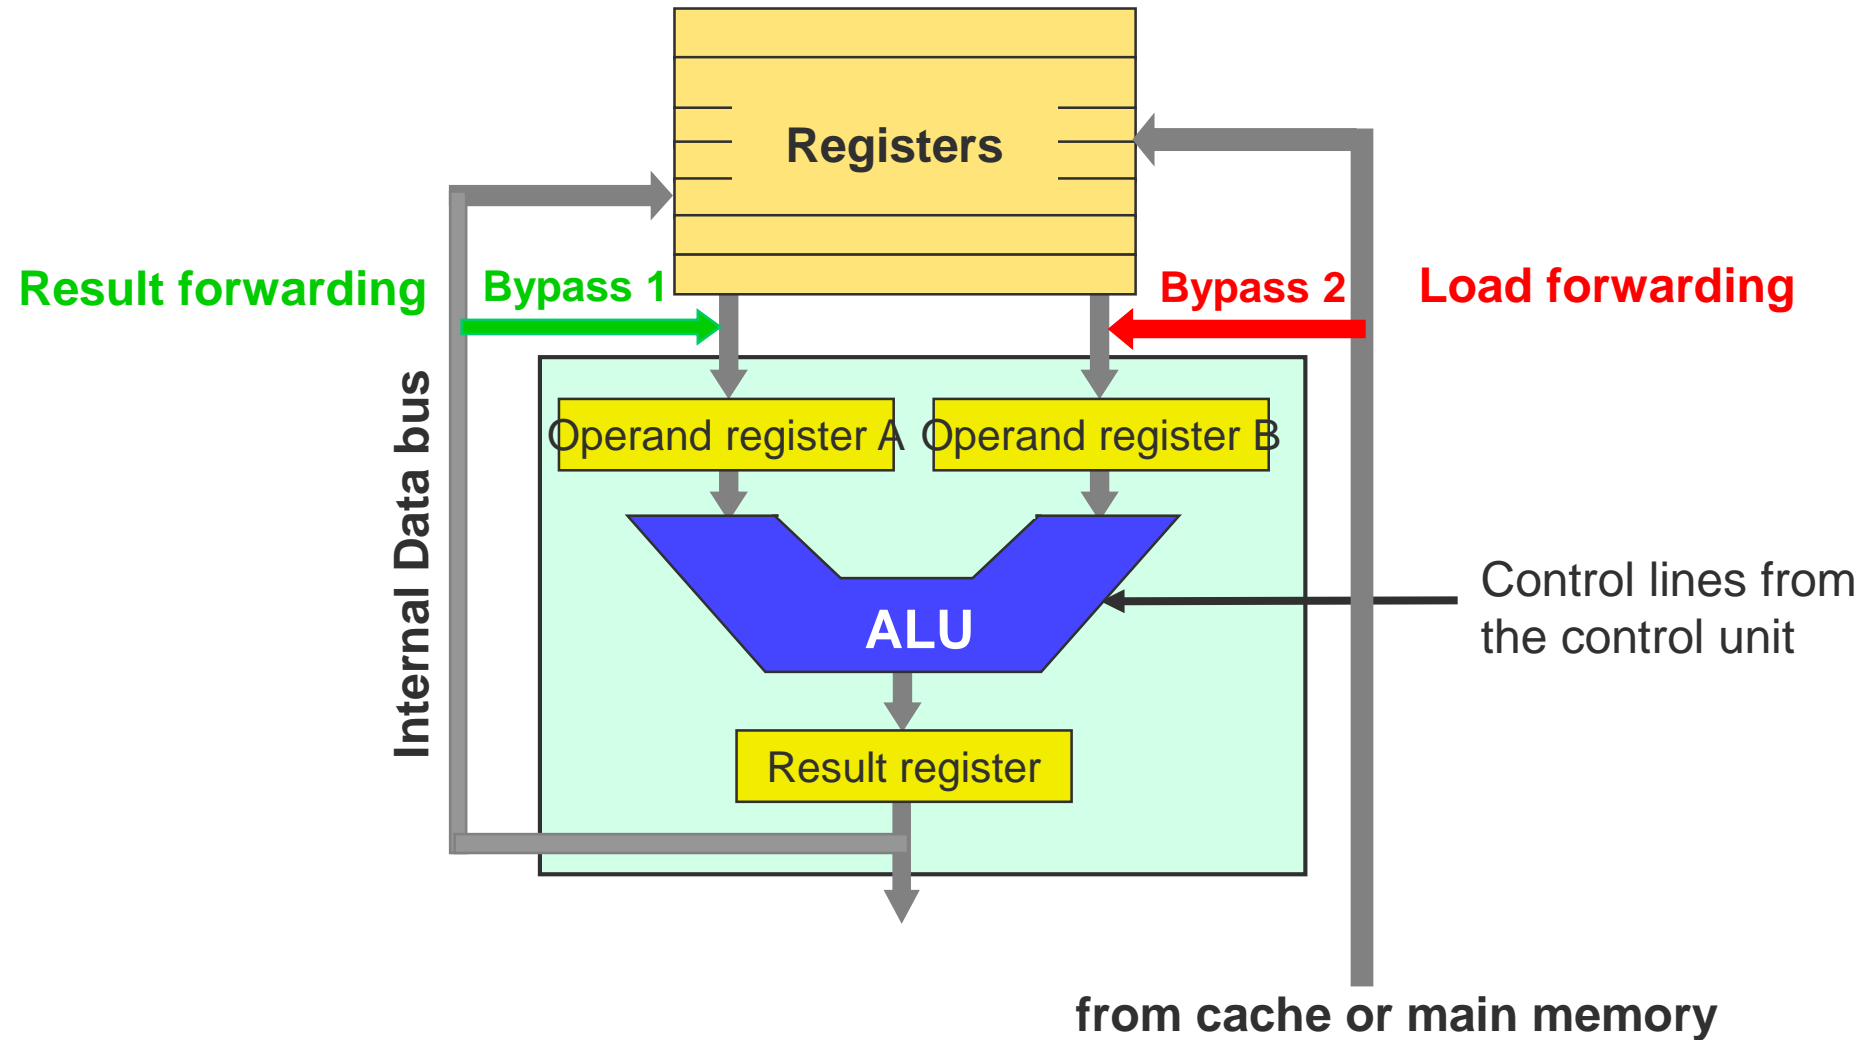 Registers
Result forwarding
Bypass 1
Bypass 2
Load forwarding
Internal Data bus
Operand register A
Operand register B
ALU
Control lines from
the control unit
Result register
from cache or main memory